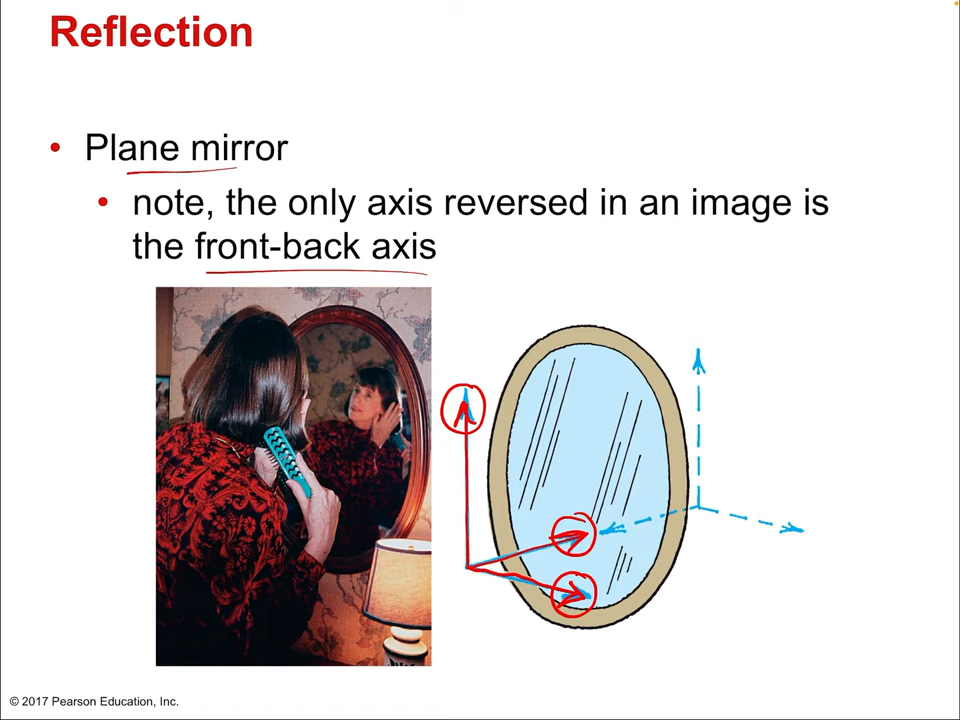 Reflection
• Plane mirror
• note, the only axis reversed in an image is
the front-back axis
© 2017 Pearson Education, Inc.